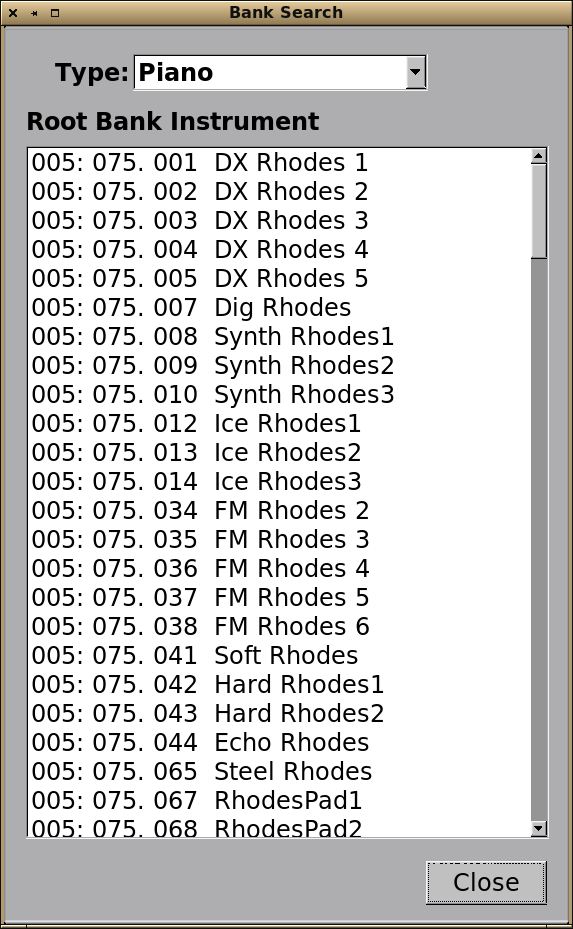 Bank Search
Type: Piano
Root Bank Instrument
005: 075. 001 DX Rhodes 1
005: 075. 002 DX Rhodes 2
005: 075. 003 DX Rhodes 3
005: 075. 004 DX Rhodes 4
005: 075. 005 DX Rhodes 5
005: 075. 007 Dig Rhodes
005: 075. 008 Synth Rhodes1
005: 075. 009 Synth Rhodes2
005: 075. 010 Synth Rhodes3
005: 075. 012 Ice Rhodes1
005: 075. 013 Ice Rhodes2
005: 075. 014 Ice Rhodes3
005: 075. 034 FM Rhodes 2
005: 075. 035 FM Rhodes 3
005: 075. 036 FM Rhodes 4
005: 075. 037 FM Rhodes 5
005: 075. 038 FM Rhodes 6
005: 075. 041 Soft Rhodes
005: 075. 042 Hard Rhodes1
005: 075. 043 Hard Rhodes2
005: 075. 044 Echo Rhodes
005: 075. 065 Steel Rhodes
005: 075. 067 RhodesPad1
005: 075. 068 RhodesPad2
Close